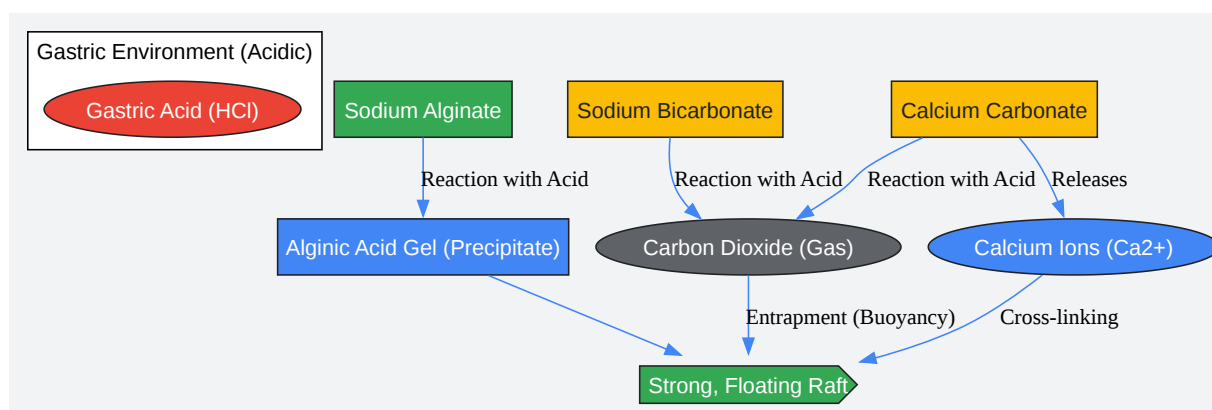 Gastric Environment (Acidic)
Gastric Acid (HCl)
Sodium Alginate
Sodium Bicarbonate
Calcium Carbonate
Reaction with Acid
Reaction with Acid
Reaction with Acid
Releases
Alginic Acid Gel (Precipitate)
Carbon Dioxide (Gas)
Calcium Ions (Ca2+)
Entrapment (Buoyancy)
Cross-linking
Strong, Floating Raft